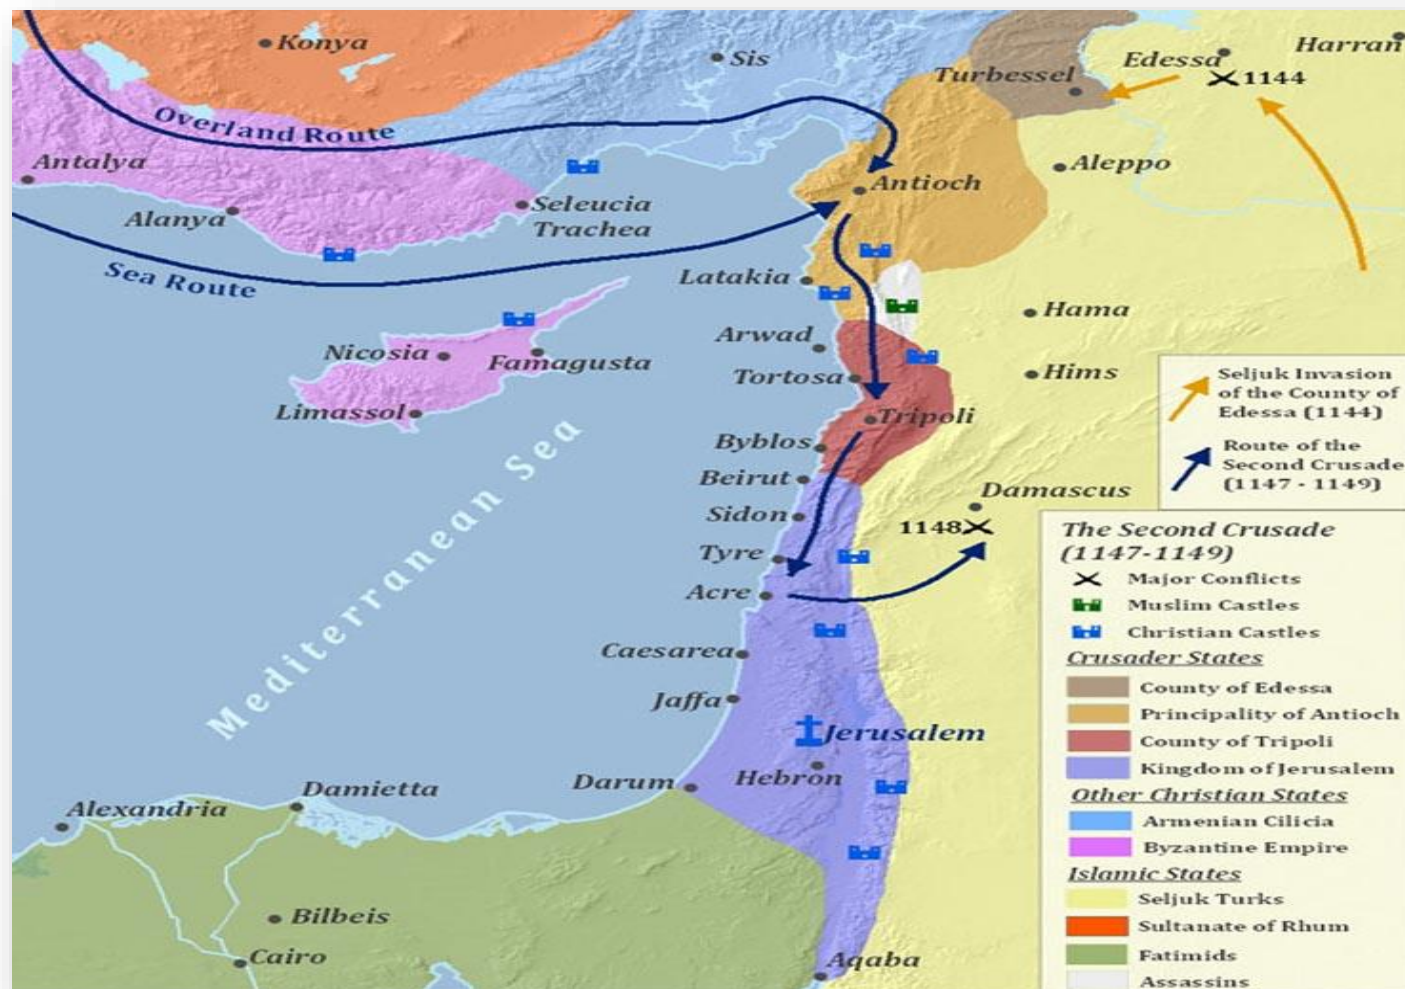 Konya
Sis
Edessa
Harran
Turbessel
1144
Overland Route
Antalya
Aleppo
Antioch
Alanya
Seleucia
Trachea
Sea Route
Latakia
Hama
Arwad
Nicosia
Famagusta
Tortosa
Hims
Limassol
Tripoli
Byblos
Beirut
Mediterranean Sea
Damascus
Sidon
1148
Tyre
Acre
Caesarea
Jaffa
Jerusalem
Hebron
Darum
Damietta
Alexandria
Bilbeis
Cairo
Aqaba
Seljuk Invasion
of the County of
Edessa (1144)
Route of the
Second Crusade
(1147 - 1149)
The Second Crusade
(1147-1149)
Major Conflicts
Muslim Castles
Christian Castles
Crusader States
County of Edessa
Principality of Antioch
County of Tripoli
Kingdom of Jerusalem
Other Christian States
Armenian Cilicia
Byzantine Empire
Islamic States
Seljuk Turks
Sultanate of Rhum
Fatimids
Assassins